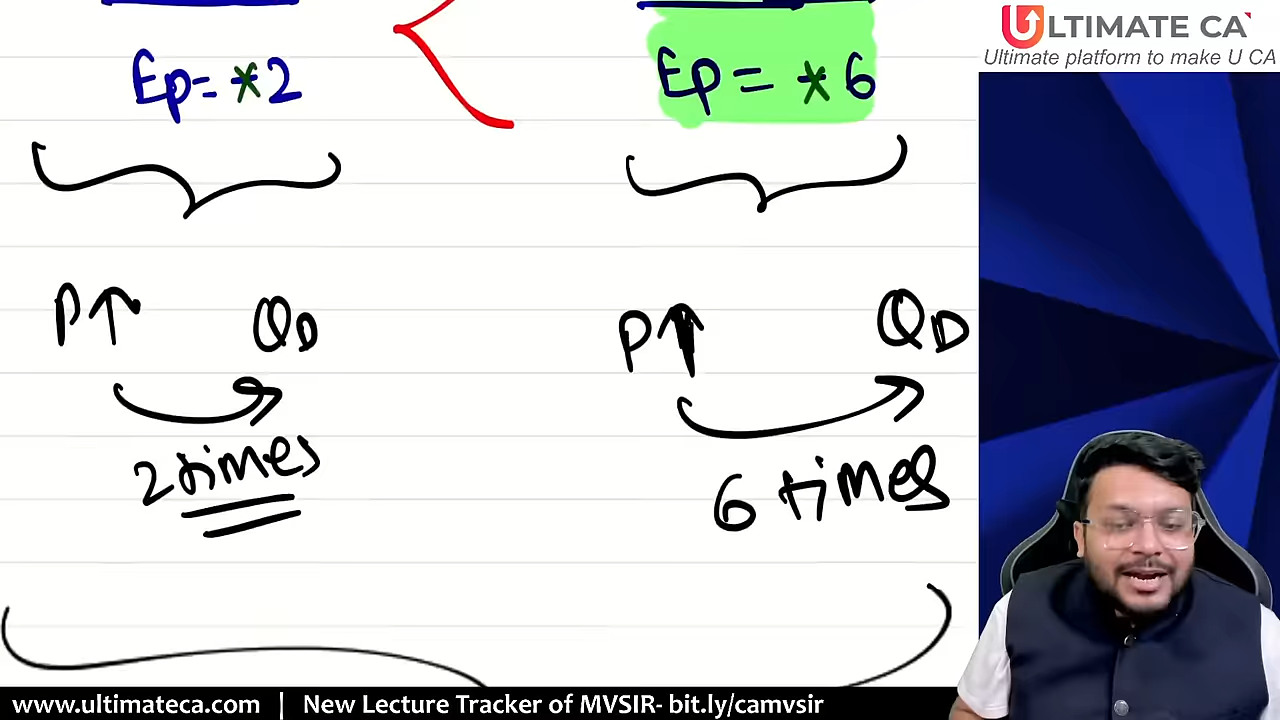 ULTIMATE CA
Ultimate platform to make U CA
Ep= *2
Ep= *6
P↑ QD
2 times
P↑ QD
6 times
www.ultimateca.com | New Lecture Tracker of MVSIR- bit.ly/camvsir